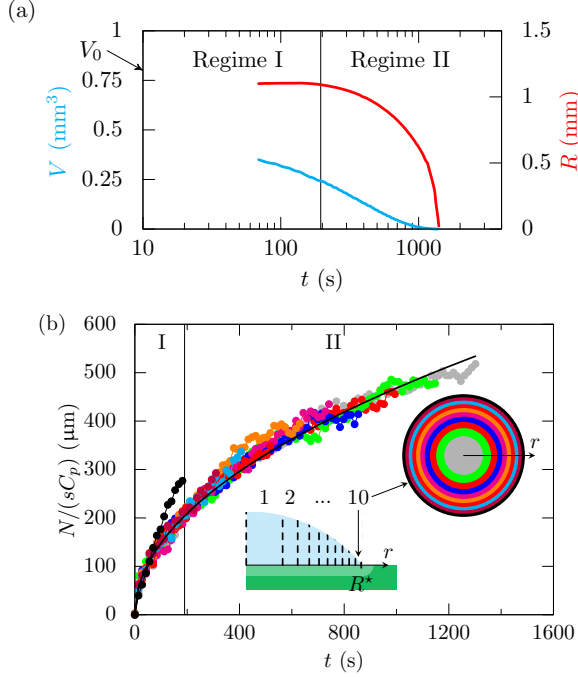 (a)
1
0.75
0.5
0.25
0
V (mm³)
V₀
Regime I
Regime II
1.5
1
0.5
0
R (mm)
10
100
1000
t (s)
(b)
600
500
400
300
200
100
0
N/(sCₚ) (µm)
I
II
r
1
2
...
10
r
R⋆
0
400
800
1200
1600
t (s)